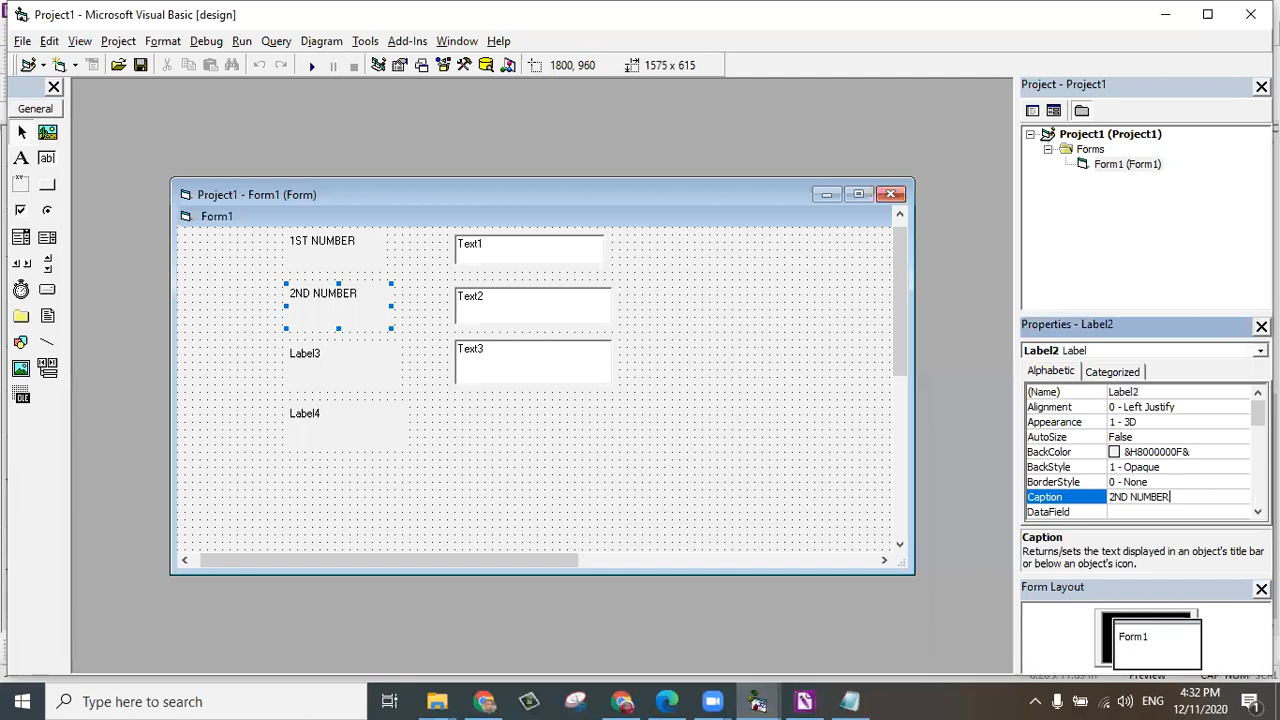 Project1 - Microsoft Visual Basic [design]
File Edit View Project Format Debug Run Query Diagram Tools Add-Ins Window Help
1800, 960 1575 x 615
General
Project - Project1
Project1 (Project1)
Forms
Form1 (Form1)
Project1 - Form1 (Form)
Form1
1ST NUMBER Text1
2ND NUMBER Text2
Label3 Text3
Label4
Properties - Label2
Label2 Label
Alphabetic Categorized
(Name) Label2
Alignment 0 - Left Justify
Appearance 1 - 3D
AutoSize False
BackColor &H8000000F&
BackStyle 1 - Opaque
BorderStyle 0 - None
Caption 2ND NUMBER
DataField
Caption
Returns/sets the text displayed in an object's title bar
or below an object's icon.
Form Layout
Form1
Preview
Type here to search
ENG
4:32 PM
12/11/2020
1